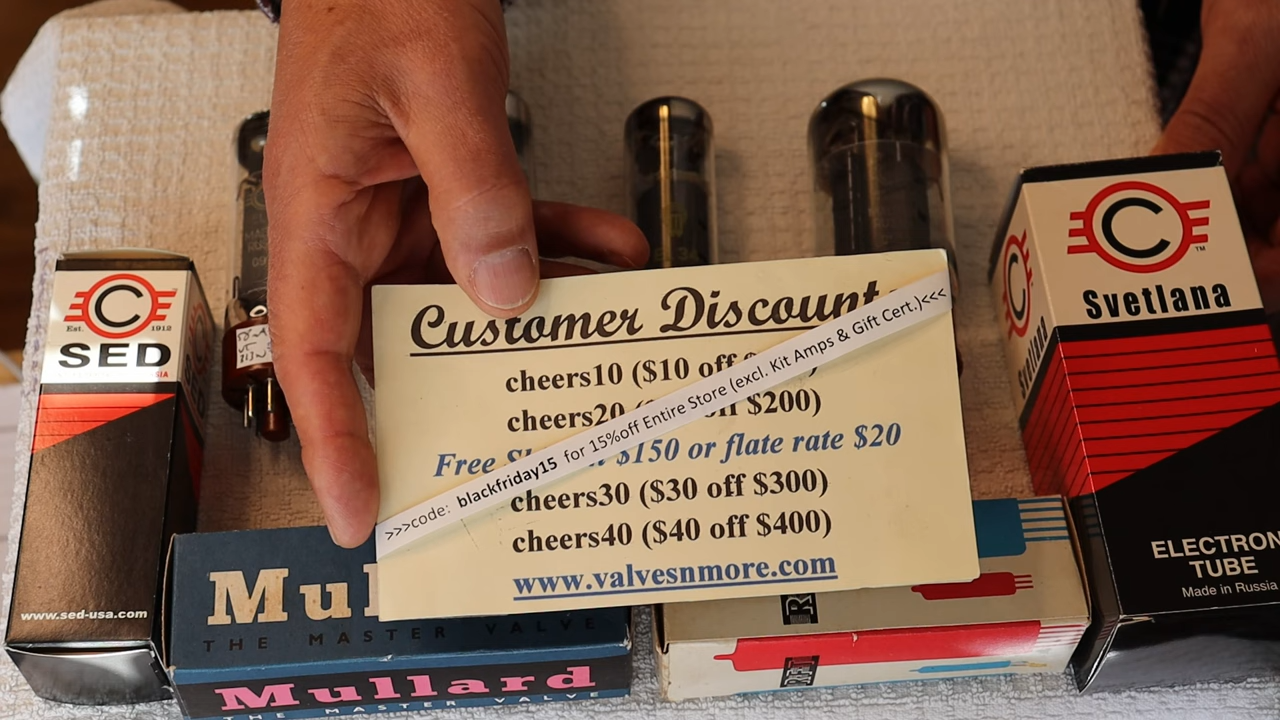 Customer Discount
cheers10 ($10 off
cheers20 $200)
Free $150 or flate rate $20
>>>code: blackfriday15 for 15%off Entire Store (excl. Kit Amps & Gift Cert.)<<<
cheers30 ($30 off $300)
cheers40 ($40 off $400)
www.valvesnmore.com
C
Est. 1912
SED
www.sed-usa.com
Mul
THE MASTER VALVE
Mullard
THE MASTER VALVE
C
TM
Svetlana
Svetlana
ELECTRON
TUBE
Made in Russia